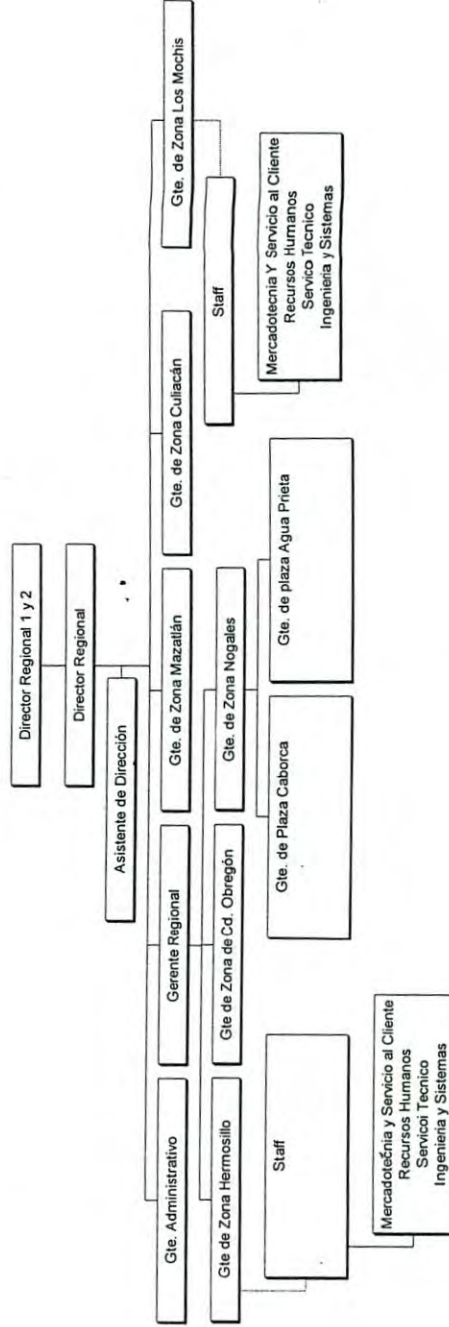 Director Regional 1 y 2
Director Regional
Asistente de Dirección
Gte. Administrativo
Gerente Regional
Gte. de Zona Mazatlán
Gte. de Zona Culiacán
Gte. de Zona Los Mochis
Gte de Zona Hermosillo
Gte de Zona de Cd. Obregón
Gte. de Zona Nogales
Staff
Staff
Gte. de Plaza Caborca
Gte. de plaza Agua Prieta
Mercadotecnia Y Servicio al Cliente
Recursos Humanos
Servico Tecnico
Ingenieria y Sistemas
Mercadotecnia y Servicio al Cliente
Recursos Humanos
Servicoi Tecnico
Ingenieria y Sistemas